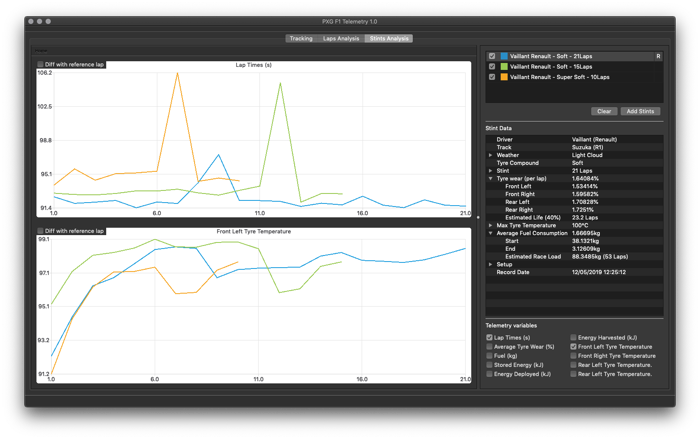 PXG F1 Telemetry 1.0
Tracking Laps Analysis Stints Analysis
Diff with reference lap
Lap Times (s)
106.2
102.5
98.8
95.1
91.4
1.0 6.0 11.0 16.0 21.0
Diff with reference lap
Front Left Tyre Temperature
99.1
97.1
95.1
93.2
91.2
1.0 6.0 11.0 16.0 21.0
Vaillant Renault - Soft - 21Laps R
Vaillant Renault - Soft - 15Laps
Vaillant Renault - Super Soft - 10Laps
Clear Add Stints
Stint Data
Driver Vaillant (Renault)
Track Suzuka (R1)
Weather Light Cloud
Tyre Compound Soft
Stint 21 Laps
Tyre wear (per lap) 1.64084%
Front Left 1.53414%
Front Right 1.59582%
Rear Left 1.70828%
Rear Right 1.7251%
Estimated Life (40%) 23.2 Laps
Max Tyre Temperature 100°C
Average Fuel Consumption 1.66695kg
Start 38.1321kg
End 3.12609kg
Estimated Race Load 88.3485kg (53 Laps)
Setup
Record Date 12/05/2019 12:25:12
Telemetry variables
Lap Times (s) Energy Harvested (kJ)
Average Tyre Wear (%) Front Left Tyre Temperature
Fuel (kg) Front Right Tyre Temperature
Stored Energy (kJ) Rear Left Tyre Temperature.
Energy Deployed (kJ) Rear Left Tyre Temperature.